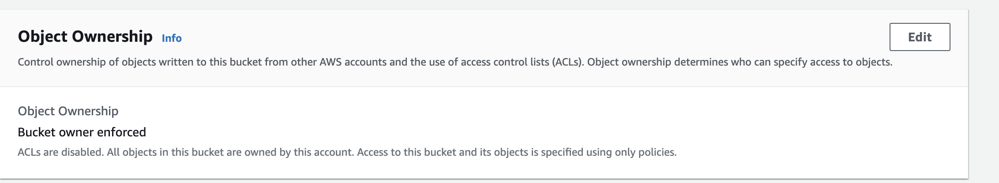 Object Ownership Info
Edit
Control ownership of objects written to this bucket from other AWS accounts and the use of access control lists (ACLs). Object ownership determines who can specify access to objects.
Object Ownership
Bucket owner enforced
ACLs are disabled. All objects in this bucket are owned by this account. Access to this bucket and its objects is specified using only policies.